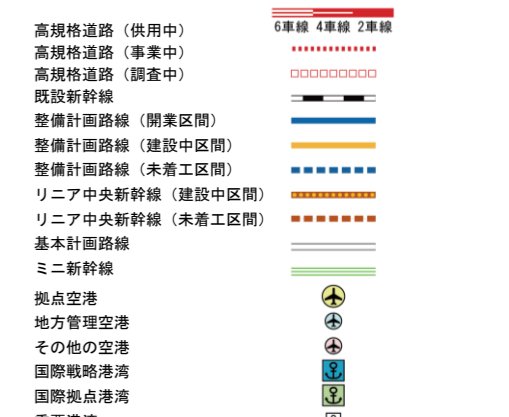 高規格道路（供用中）
6車線 4車線 2車線
高規格道路（事業中）
高規格道路（調査中）
既設新幹線
整備計画路線（開業区間）
整備計画路線（建設中区間）
整備計画路線（未着工区間）
リニア中央新幹線（建設中区間）
リニア中央新幹線（未着工区間）
基本計画路線
ミニ新幹線
拠点空港
地方管理空港
その他の空港
国際戦略港湾
国際拠点港湾